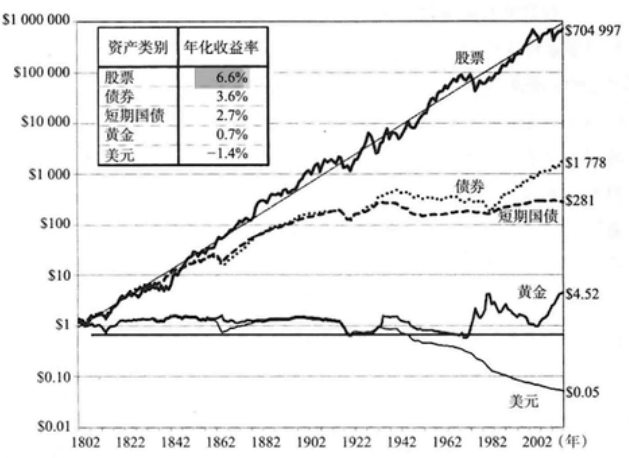 $1 000 000
$100 000
$10 000
$1 000
$100
$10
$1
$0.10
$0.01
资产类别 年化收益率
股票 6.6%
债券 3.6%
短期国债 2.7%
黄金 0.7%
美元 −1.4%
股票
$704 997
债券
$1 778
短期国债
$281
黄金
$4.52
美元
$0.05
1802 1822 1842 1862 1882 1902 1922 1942 1962 1982 2002 (年)